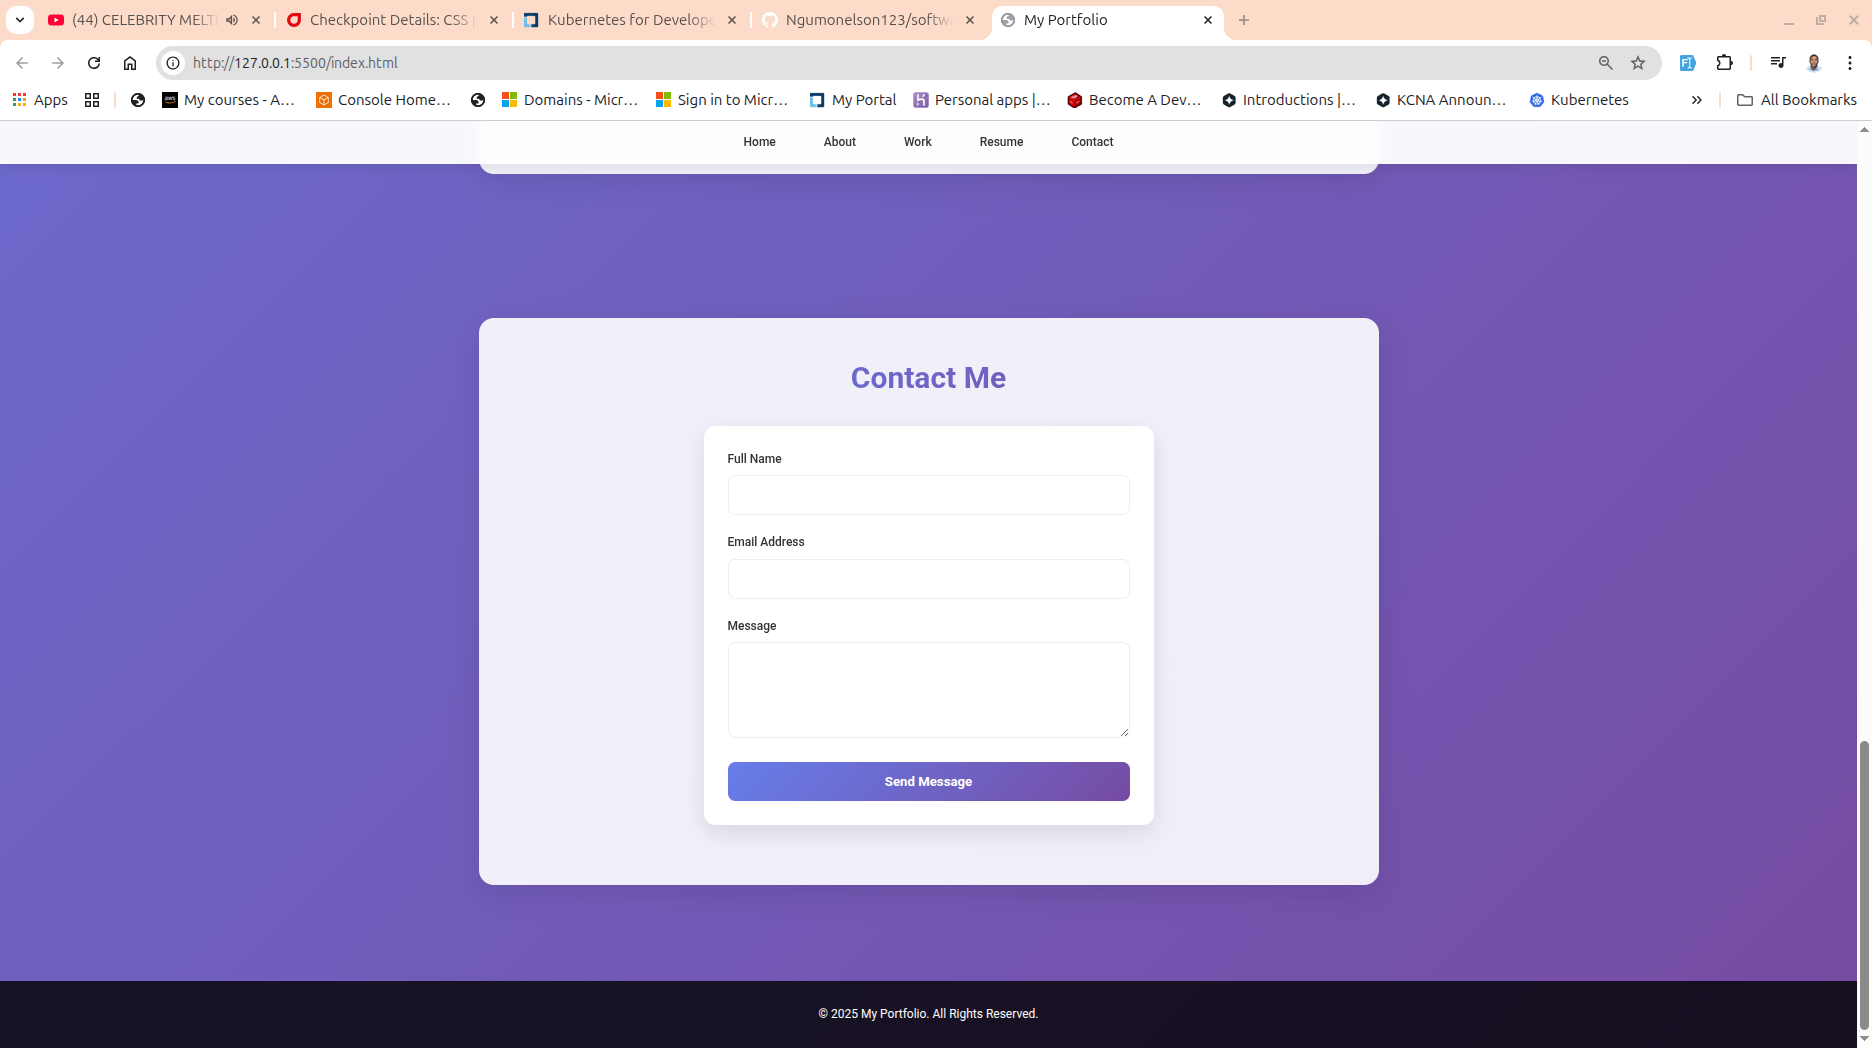 (44) CELEBRITY MELT
Checkpoint Details: CSS
Kubernetes for Develope
Ngumonelson123/softw
My Portfolio
http://127.0.0.1:5500/index.html
Apps
My courses - A...
Console Home...
Domains - Micr...
Sign in to Micr...
My Portal
Personal apps |...
Become A Dev...
Introductions |...
KCNA Announ...
Kubernetes
All Bookmarks
Home
About
Work
Resume
Contact
Contact Me
Full Name
Email Address
Message
Send Message
© 2025 My Portfolio. All Rights Reserved.